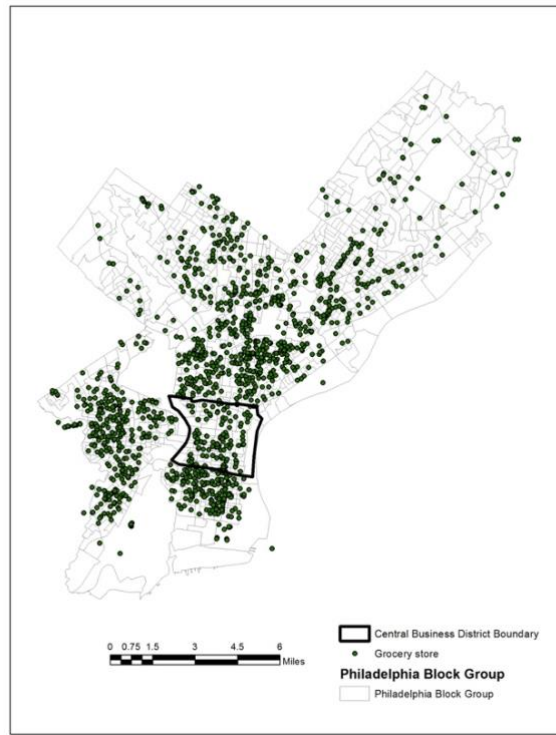 0 0.75 1.5 3 4.5 6
Miles
Central Business District Boundary
Grocery store
Philadelphia Block Group
Philadelphia Block Group